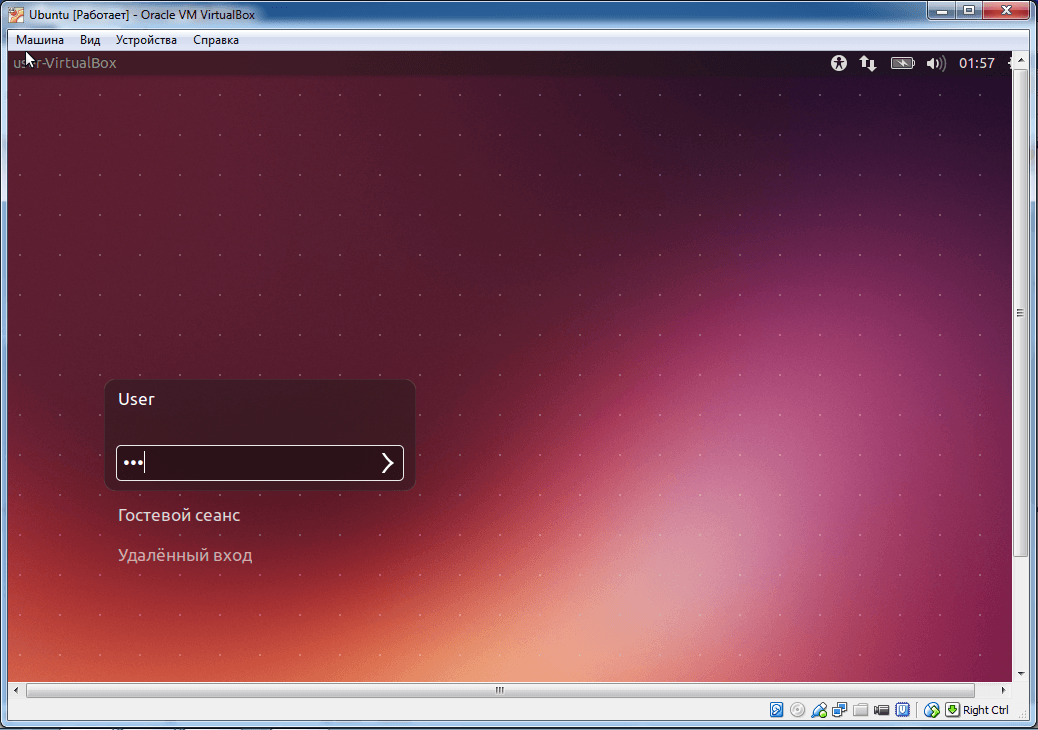 Ubuntu [Работает] - Oracle VM VirtualBox
Машина Вид Устройства Справка
user-VirtualBox 01:57
User
Гостевой сеанс
Удалённый вход
Right Ctrl